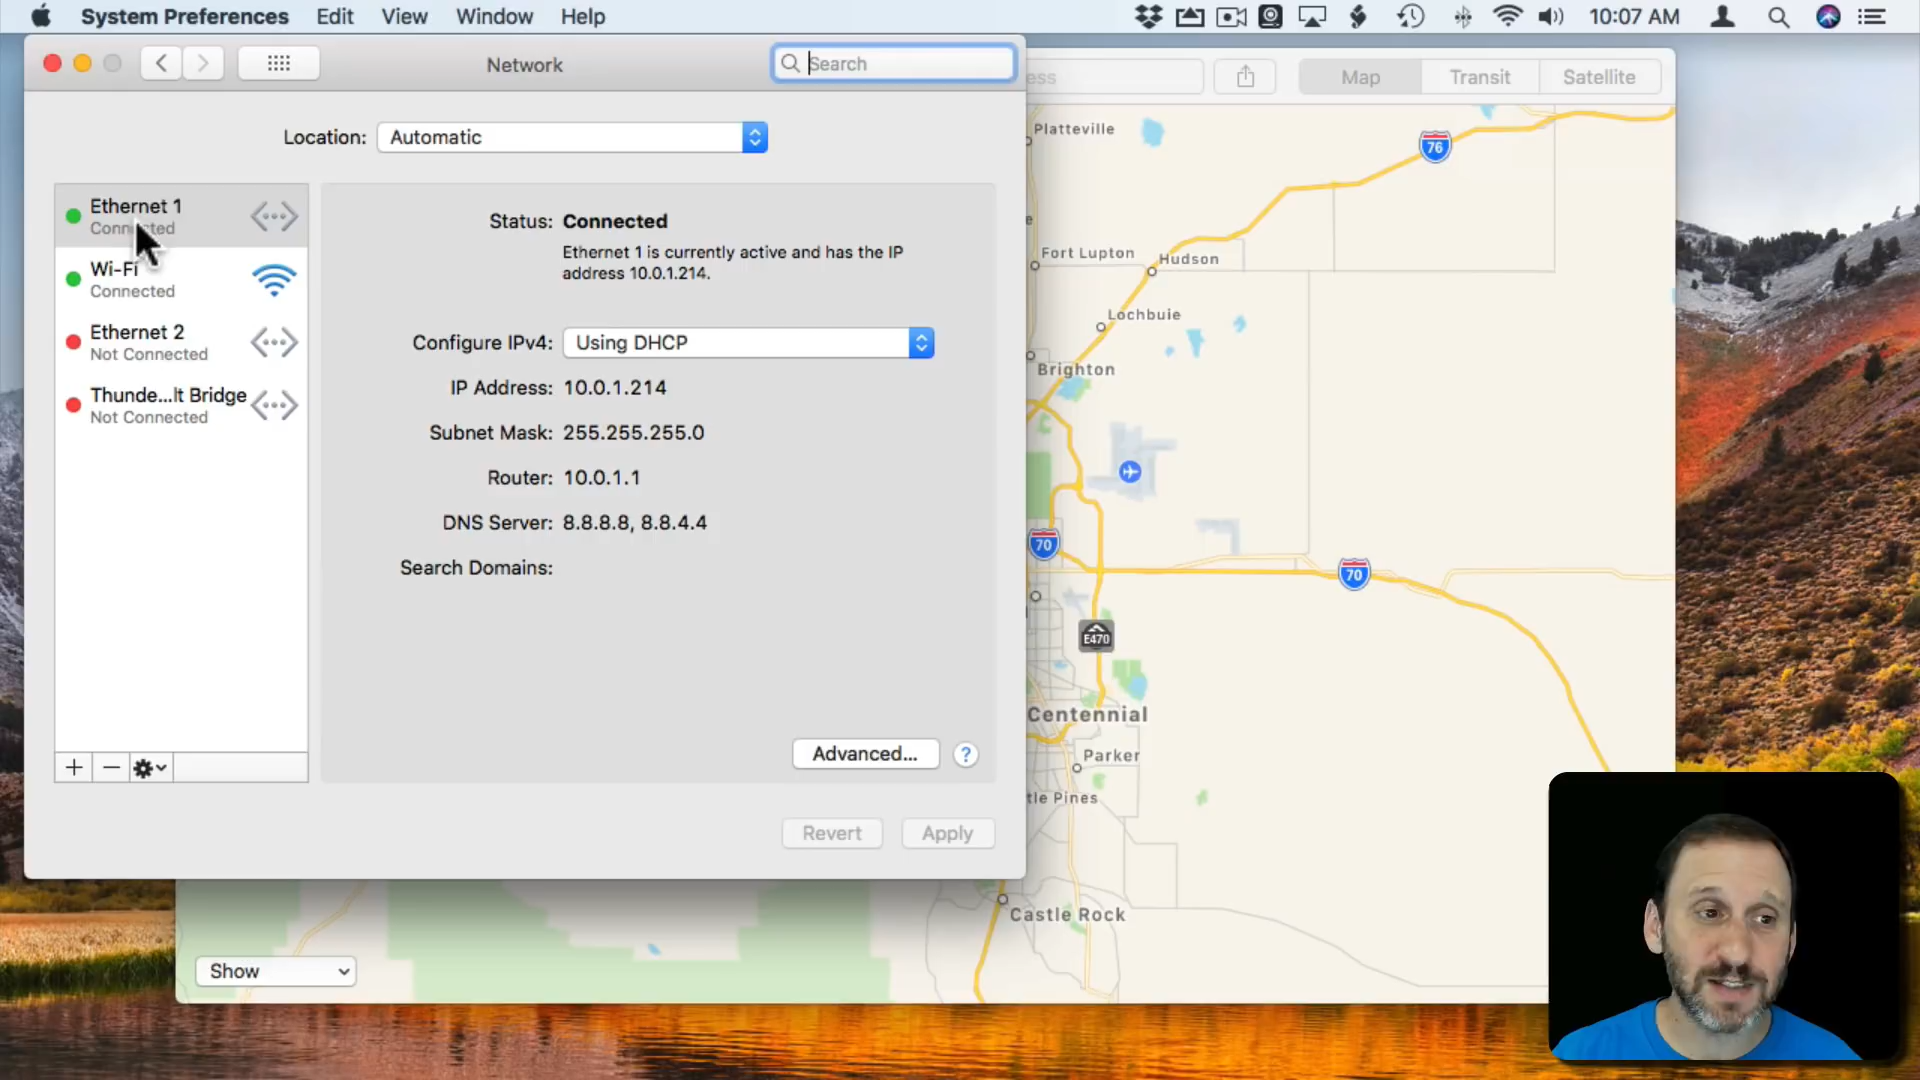 System Preferences Edit View Window Help 10:07 AM
Network
Search
ess
Map Transit Satellite
Location: Automatic
Ethernet 1
Connected
Wi-Fi
Connected
Ethernet 2
Not Connected
Thunde...lt Bridge
Not Connected
Status: Connected
Ethernet 1 is currently active and has the IP
address 10.0.1.214.
Configure IPv4: Using DHCP
IP Address: 10.0.1.214
Subnet Mask: 255.255.255.0
Router: 10.0.1.1
DNS Server: 8.8.8.8, 8.8.4.4
Search Domains:
Advanced... ?
Revert Apply
Platteville
76
e
Fort Lupton
Hudson
Lochbuie
Brighton
70
70
E470
Centennial
Parker
tle Pines
Castle Rock
Show